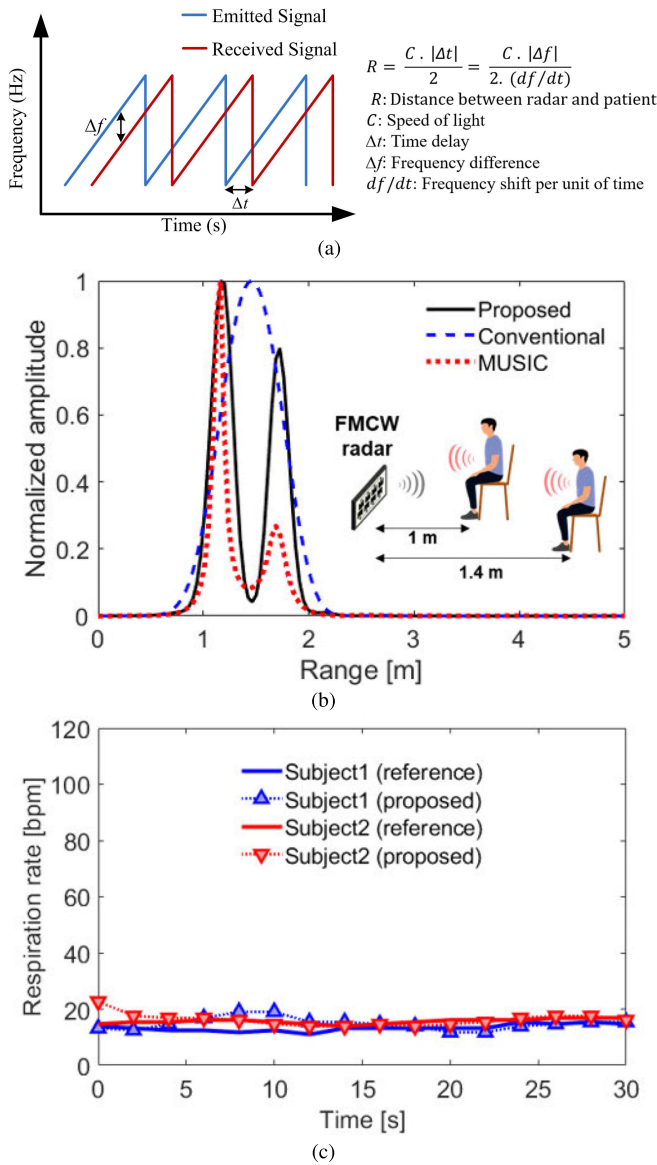 Emitted Signal
Received Signal
Frequency (Hz)
Δf
Δt
Time (s)
R = C . |Δt| / 2 = C . |Δf| / 2. (df/dt)
R: Distance between radar and patient
C: Speed of light
Δt: Time delay
Δf: Frequency difference
df/dt: Frequency shift per unit of time
(a)
Normalized amplitude
1
0.8
0.6
0.4
0.2
0
Proposed
Conventional
MUSIC
FMCW
radar
1 m
1.4 m
0 1 2 3 4 5
Range [m]
(b)
Respiration rate [bpm]
120
100
80
60
40
20
0
Subject1 (reference)
Subject1 (proposed)
Subject2 (reference)
Subject2 (proposed)
0 5 10 15 20 25 30
Time [s]
(c)